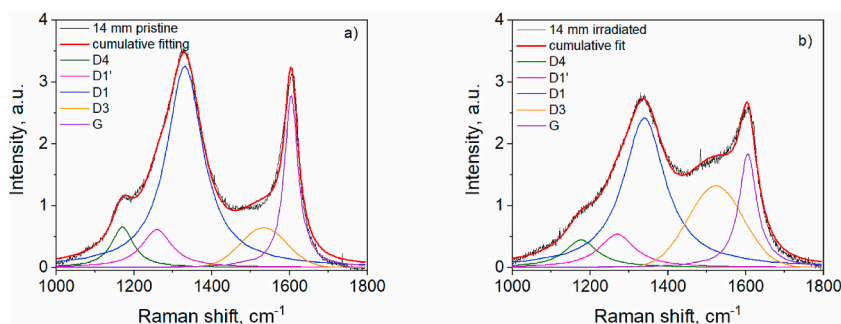 4
3
2
1
0
Intensity, a.u.
14 mm pristine
cumulative fitting
D4
D1'
D1
D3
G
a)
1000 1200 1400 1600 1800
Raman shift, cm-1
4
3
2
1
0
Intensity, a.u.
14 mm irradiated
cumulative fit
D4
D1'
D1
D3
G
b)
1000 1200 1400 1600 1800
Raman shift, cm-1